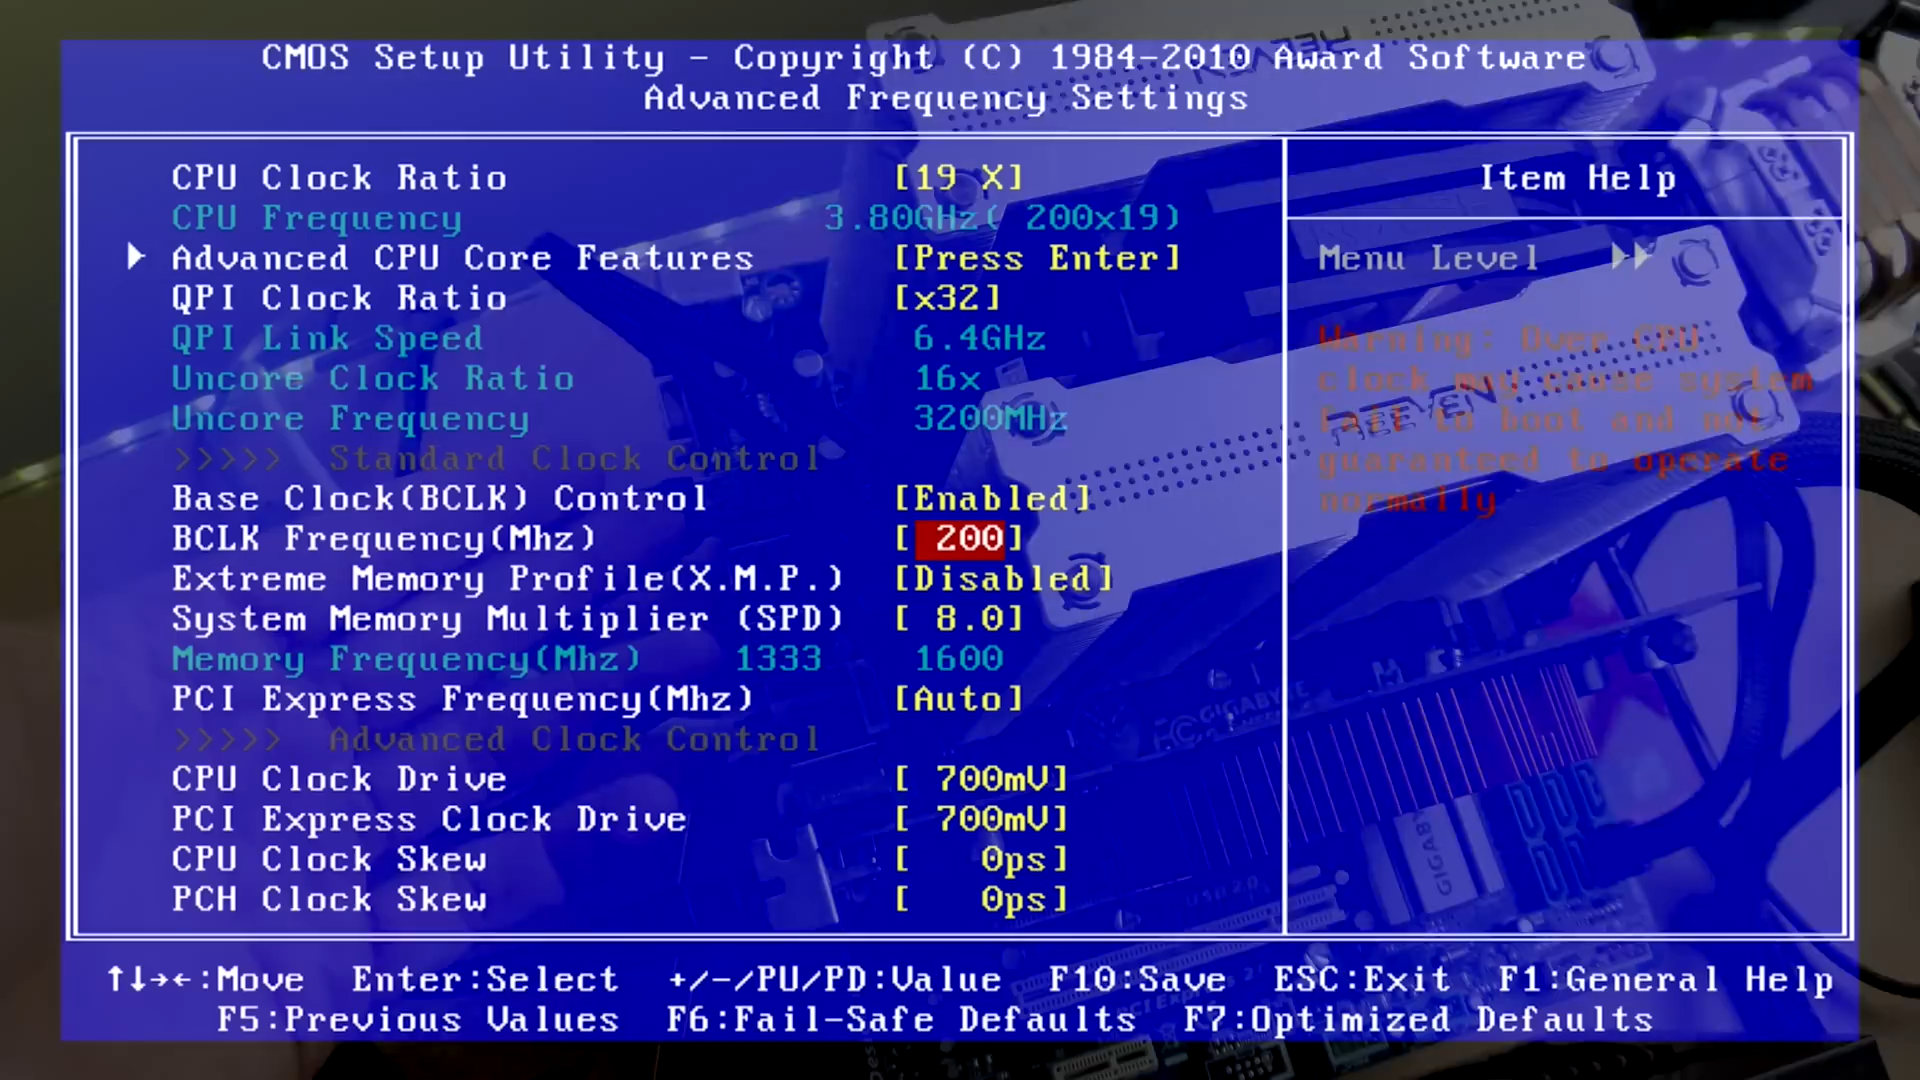 CMOS Setup Utility - Copyright (C) 1984-2010 Award Software
Advanced Frequency Settings
CPU Clock Ratio [19 X]
CPU Frequency 3.80GHz( 200x19)
Advanced CPU Core Features [Press Enter]
QPI Clock Ratio [x32]
QPI Link Speed 6.4GHz
Uncore Clock Ratio 16x
Uncore Frequency 3200MHz
>>>>> Standard Clock Control
Base Clock(BCLK) Control [Enabled]
BCLK Frequency(Mhz) [ 200]
Extreme Memory Profile(X.M.P.) [Disabled]
System Memory Multiplier (SPD) [ 8.0]
Memory Frequency(Mhz) 1333 1600
PCI Express Frequency(Mhz) [Auto]
>>>>> Advanced Clock Control
CPU Clock Drive [ 700mV]
PCI Express Clock Drive [ 700mV]
CPU Clock Skew [ 0ps]
PCH Clock Skew [ 0ps]
Item Help
Menu Level ▶▶
Warning: Over CPU
clock may cause system
fail to boot and not
guaranteed to operate
normally
↑↓→←:Move Enter:Select +/-/PU/PD:Value F10:Save ESC:Exit F1:General Help
F5:Previous Values F6:Fail-Safe Defaults F7:Optimized Defaults
REEVEN
REEVEN
GIGABYTE
GIGABY
USB 2.0